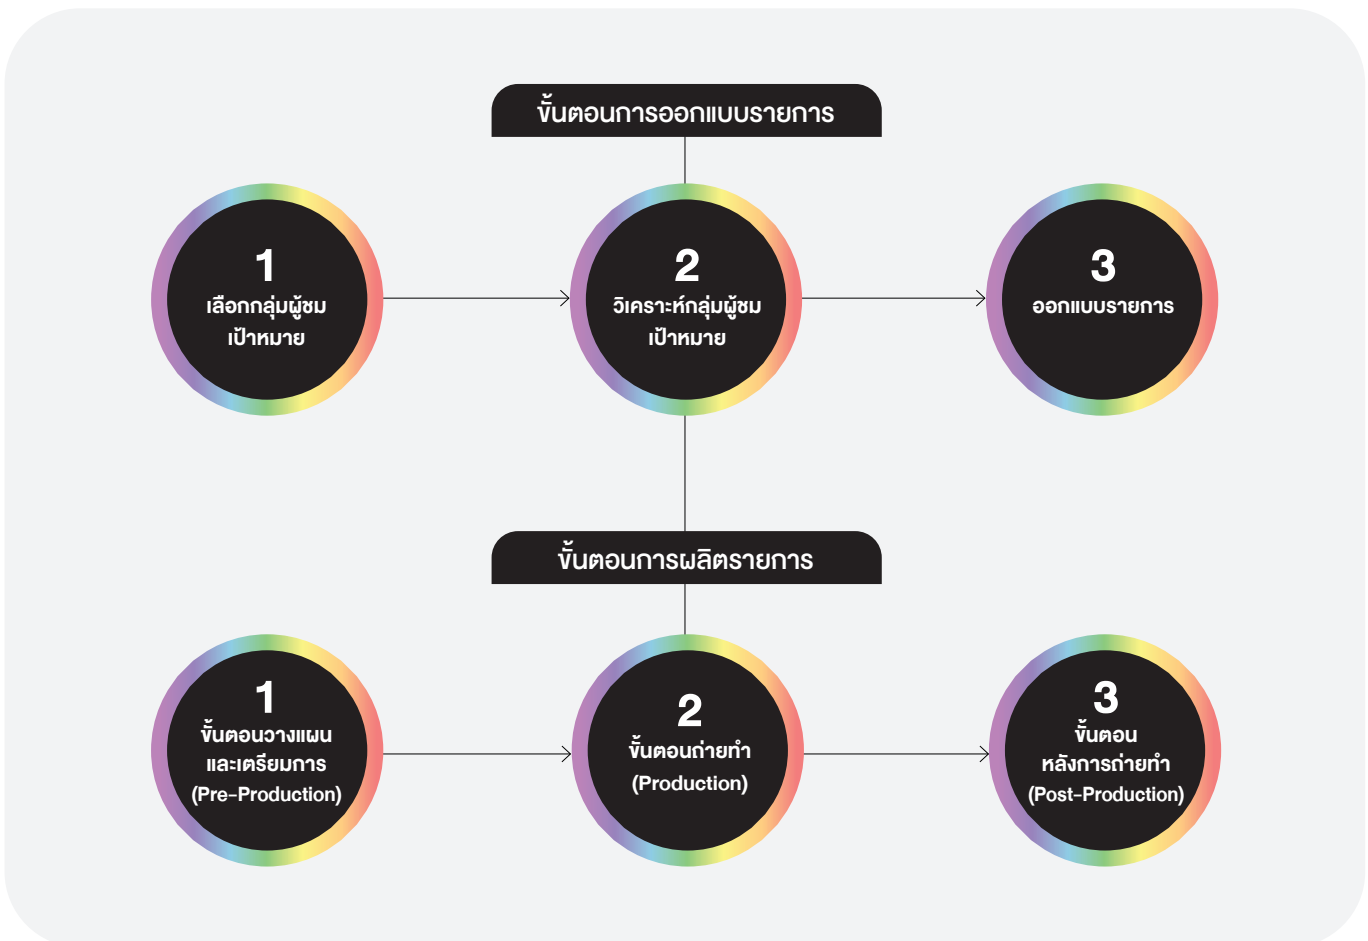 ขั้นตอนการออกแบบรายการ
1
เลือกกลุ่มผู้ชม
เป้าหมาย
2
วิเคราะห์กลุ่มผู้ชม
เป้าหมาย
3
ออกแบบรายการ
ขั้นตอนการผลิตรายการ
1
ขั้นตอนวางแผน
และเตรียมการ
(Pre-Production)
2
ขั้นตอนถ่ายทำ
(Production)
3
ขั้นตอน
หลังการถ่ายทำ
(Post-Production)